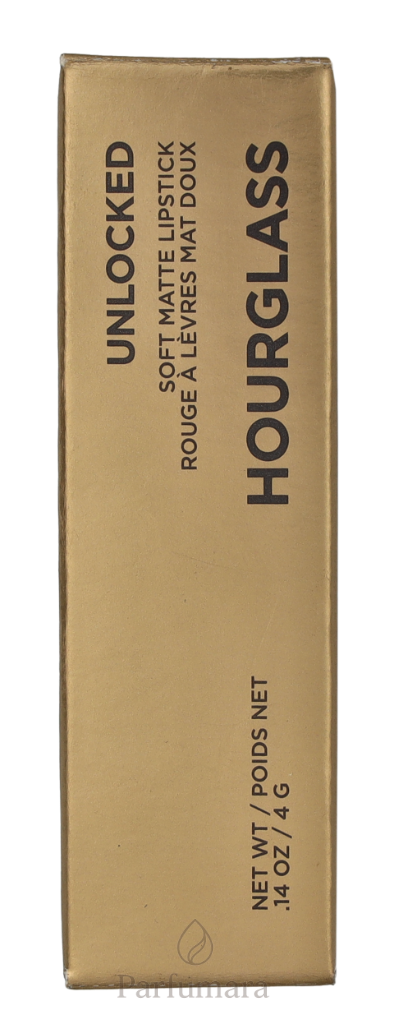 UNLOCKED
SOFT MATTE LIPSTICK
ROUGE À LÈVRES MAT DOUX
HOURGLASS
NET WT / POIDS NET
.14 OZ / 4 G
Parfumara